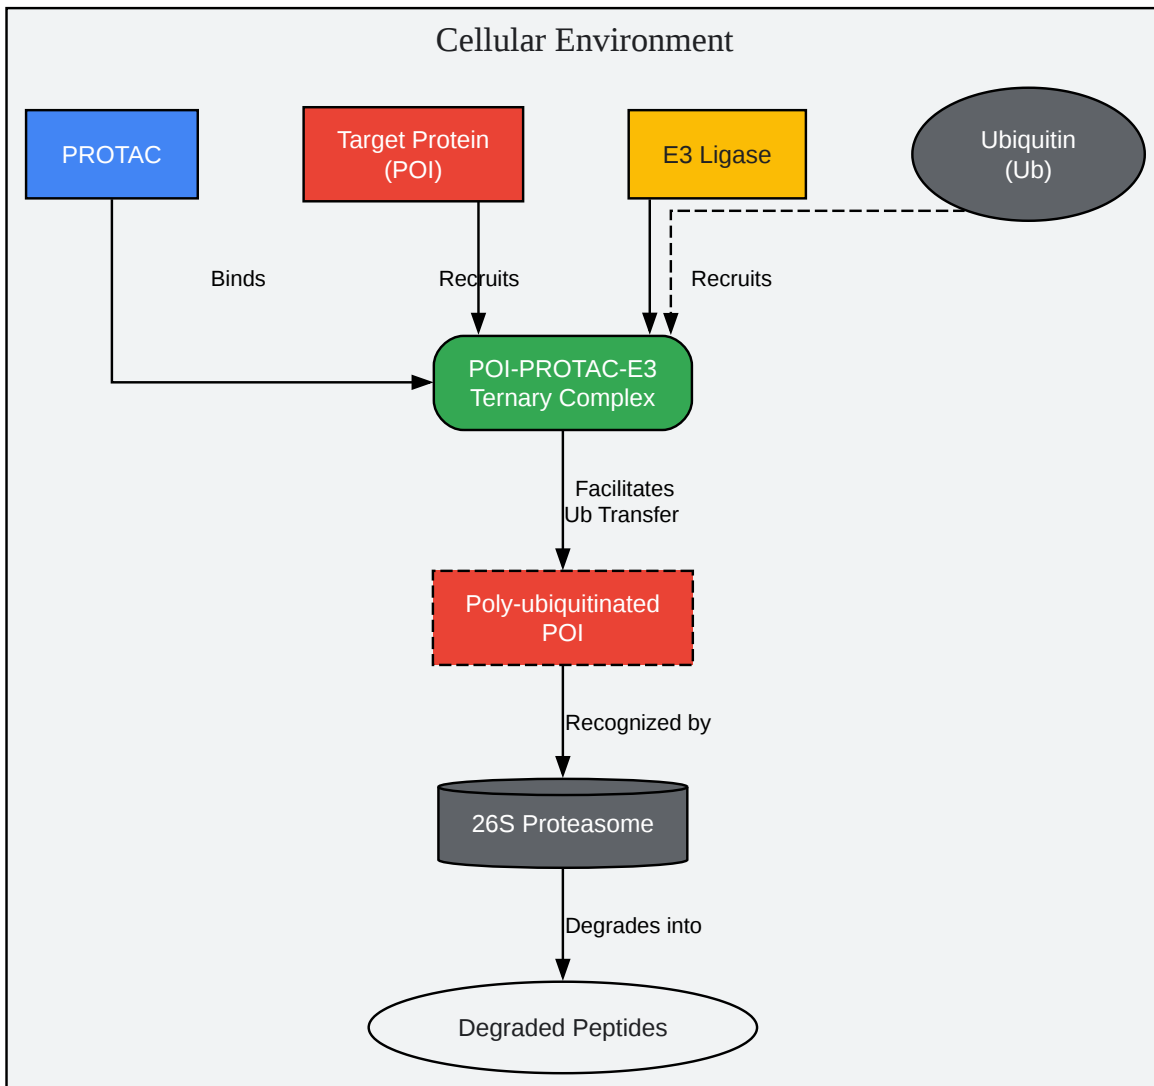 Cellular Environment
PROTAC
Target Protein
(POI)
E3 Ligase
Ubiquitin
(Ub)
Binds
Recruits
Recruits
POI-PROTAC-E3
Ternary Complex
Facilitates
Ub Transfer
Poly-ubiquitinated
POI
Recognized by
26S Proteasome
Degrades into
Degraded Peptides